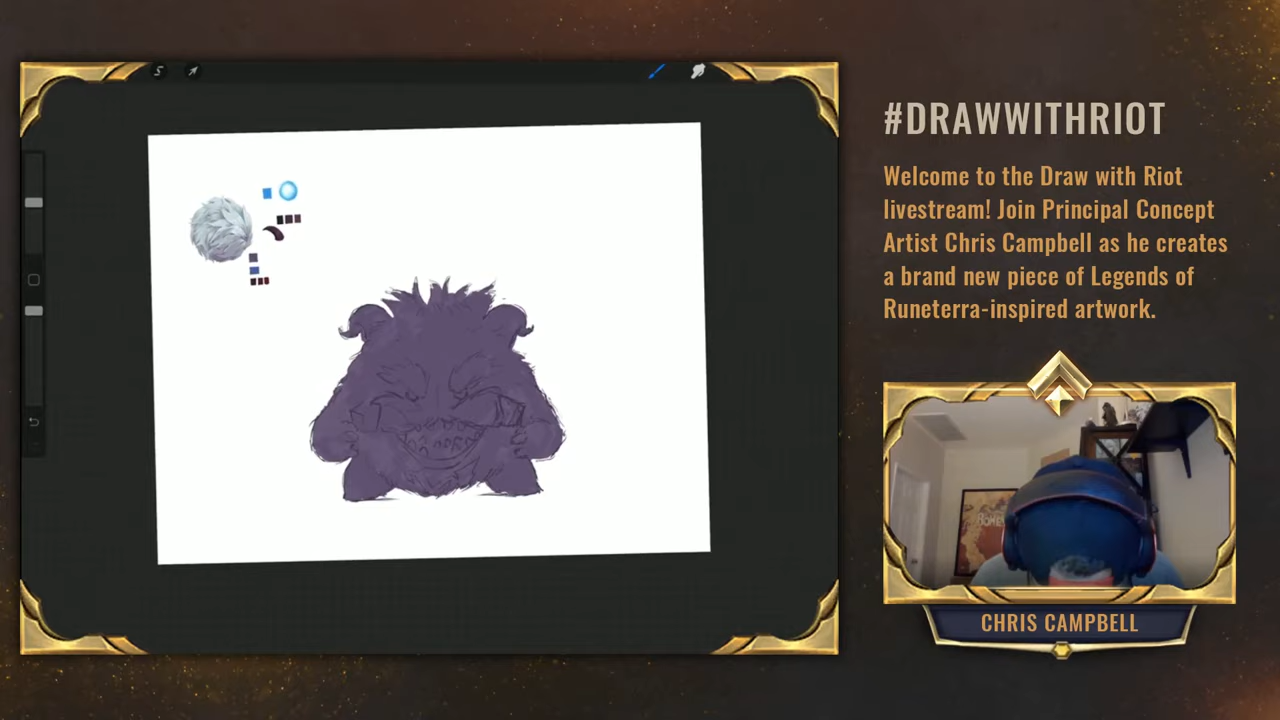 #DRAWWITHRIOT
Welcome to the Draw with Riot
livestream! Join Principal Concept
Artist Chris Campbell as he creates
a brand new piece of Legends of
Runeterra-inspired artwork.
CHRIS CAMPBELL